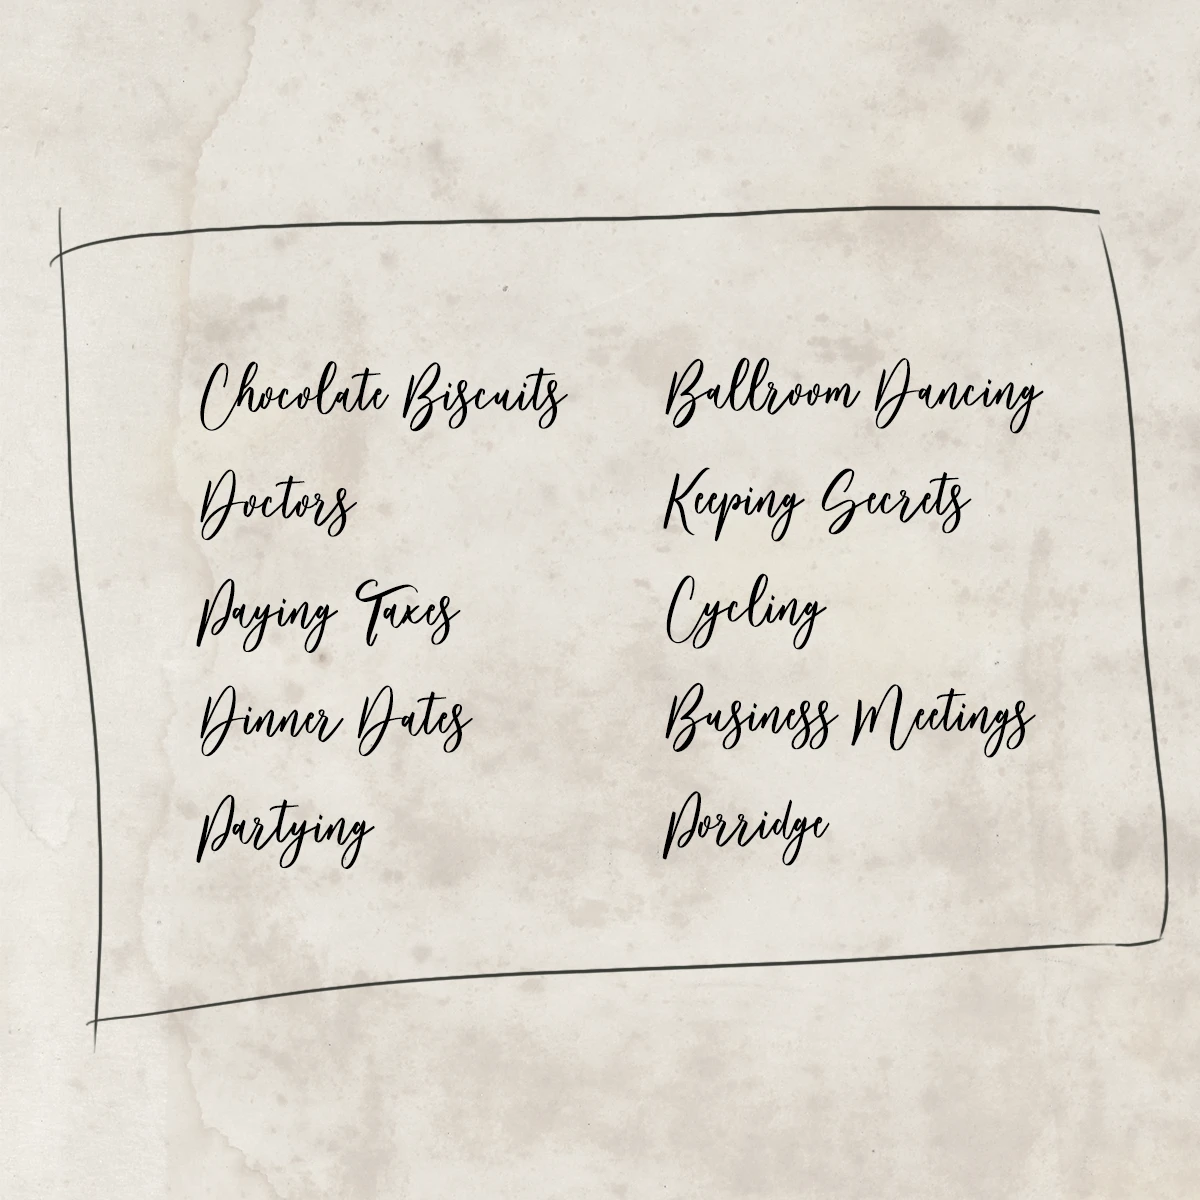 Chocolate Biscuits
Doctors
Paying Taxes
Dinner Dates
Partying
Ballroom Dancing
Keeping Secrets
Cycling
Business Meetings
Porridge